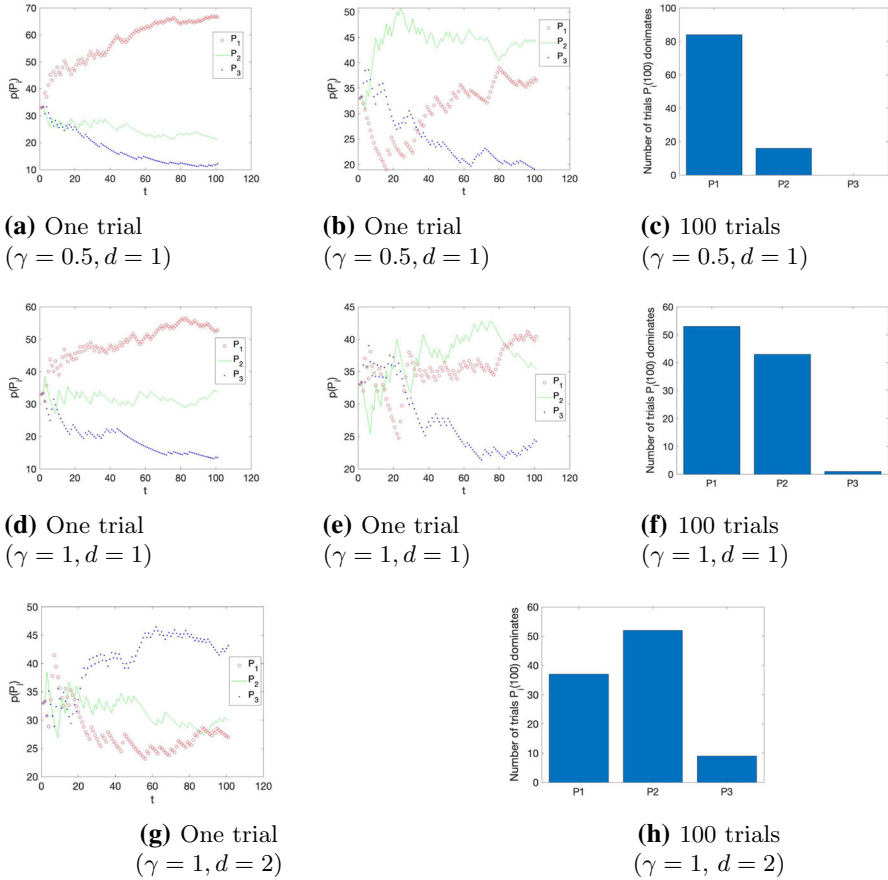 70
60
50
40
30
20
10
0 20 40 60 80 100 120
p(P_i)
t
P_1
P_2
P_3
(a) One trial
(γ = 0.5, d = 1)
50
45
40
35
30
25
20
0 20 40 60 80 100 120
p(P_i)
t
P_1
P_2
P_3
(b) One trial
(γ = 0.5, d = 1)
100
80
60
40
20
0
P1 P2 P3
Number of trials P_i(100) donimates
(c) 100 trials
(γ = 0.5, d = 1)
60
50
40
30
20
10
0 20 40 60 80 100 120
p(P_i)
t
P_1
P_2
P_3
(d) One trial
(γ = 1, d = 1)
45
40
35
30
25
20
0 20 40 60 80 100 120
p(P_i)
t
P_1
P_2
P_3
(e) One trial
(γ = 1, d = 1)
60
50
40
30
20
10
0
P1 P2 P3
Number of trials P_i(100) dominates
(f) 100 trials
(γ = 1, d = 1)
50
45
40
35
30
25
20
0 20 40 60 80 100 120
p(P_i)
t
P_1
P_2
P_3
(g) One trial
(γ = 1, d = 2)
60
50
40
30
20
10
0
P1 P2 P3
Number of trials P_i(100) dominates
(h) 100 trials
(γ = 1, d = 2)